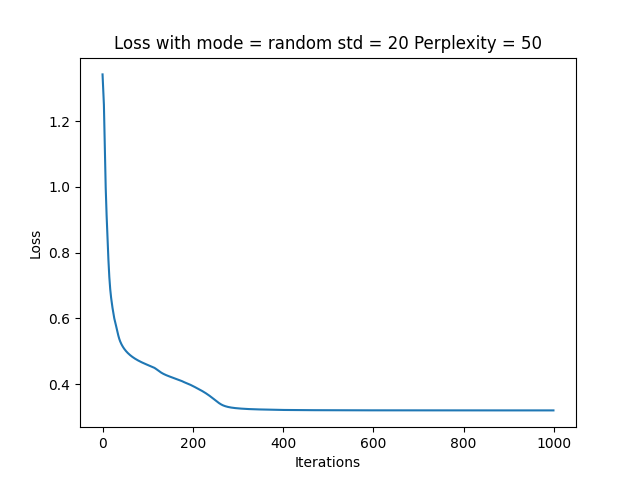 Loss with mode = random std = 20 Perplexity = 50
1.2
1.0
0.8
0.6
0.4
Loss
0 200 400 600 800 1000
Iterations